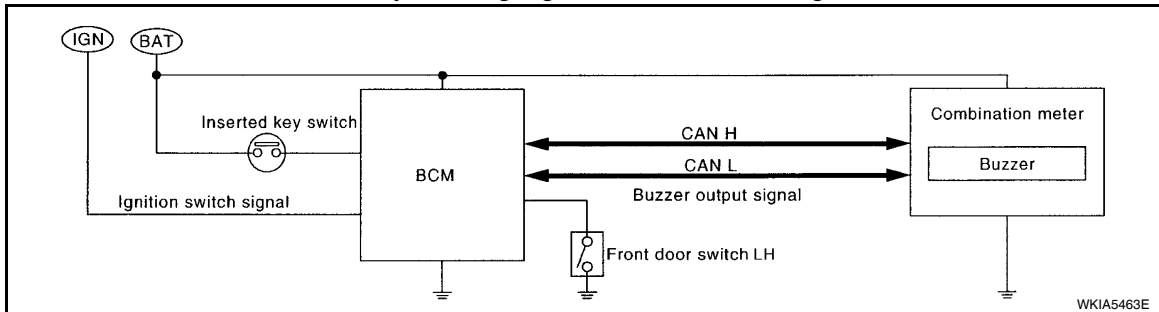 IGN
BAT
Inserted key switch
Ignition switch signal
BCM
CAN H
CAN L
Buzzer output signal
Front door switch LH
Combination meter
Buzzer
WKIA5463E